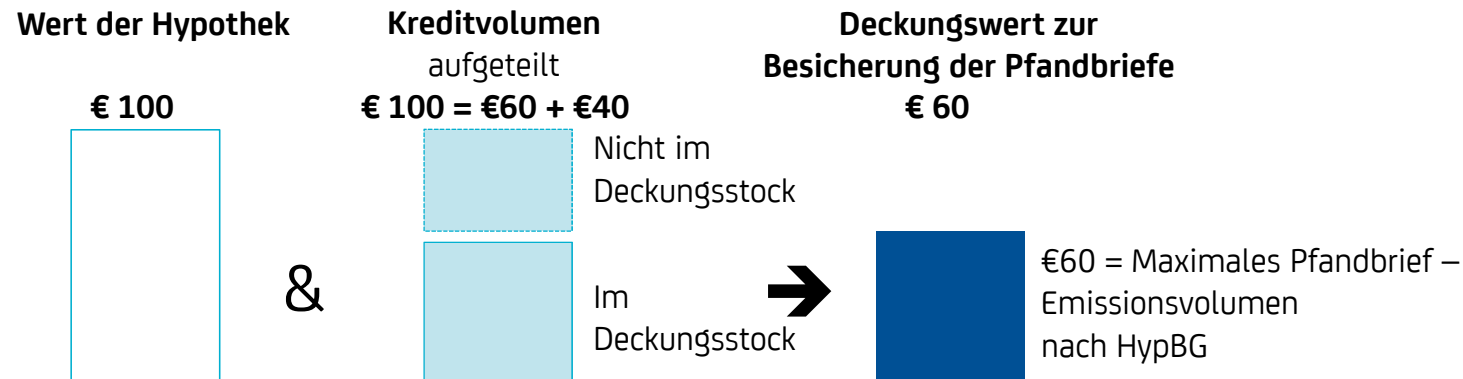 Wert der Hypothek
€ 100
&
Kreditvolumen
aufgeteilt
€ 100 = €60 + €40
Nicht im
Deckungsstock
Im
Deckungsstock
Deckungswert zur
Besicherung der Pfandbriefe
€ 60
€60 = Maximales Pfandbrief –
Emissionsvolumen
nach HypBG